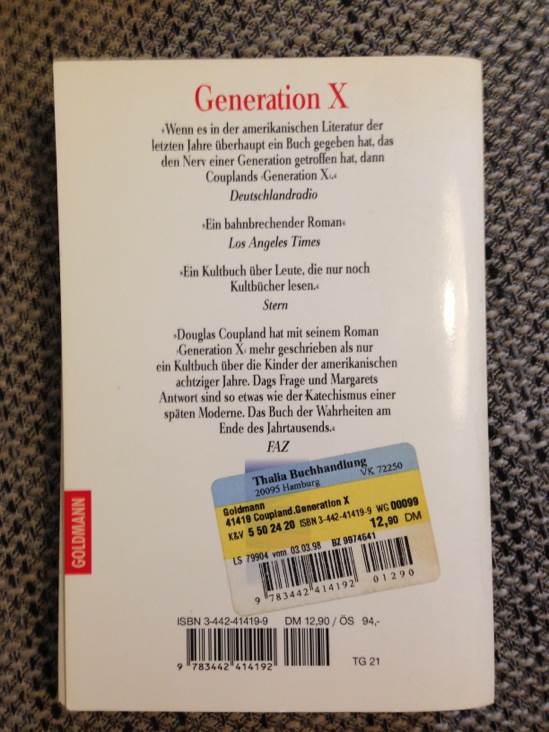 Generation X
»Wenn es in der amerikanischen Literatur der
letzten Jahre überhaupt ein Buch gegeben hat, das
den Nerv einer Generation getroffen hat, dann
Couplands ›Generation X‹.«
Deutschlandradio
»Ein bahnbrechender Roman«
Los Angeles Times
»Ein Kultbuch über Leute, die nur noch
Kultbücher lesen.«
Stern
»Douglas Coupland hat mit seinem Roman
›Generation X‹ mehr geschrieben als nur
ein Kultbuch über die Kinder der amerikanischen
achtziger Jahre. Dags Frage und Margarets
Antwort sind so etwas wie der Katechismus einer
späten Moderne. Das Buch der Wahrheiten am
Ende des Jahrtausends.«
FAZ
GOLDMANN
Thalia Buchhandlung
20095 Hamburg VK 72250
Goldmann
41419 Coupland.Generation X
K&V 5 50 24 20 ISBN 3-442-41419-9 WG 00099
12,90 DM
LS 79904 vom 03.03.98 BZ 9974641
9 783442 414192 01290
ISBN 3-442-41419-9 DM 12,90 / ÖS 94,-
9 783442 414192
TG 21